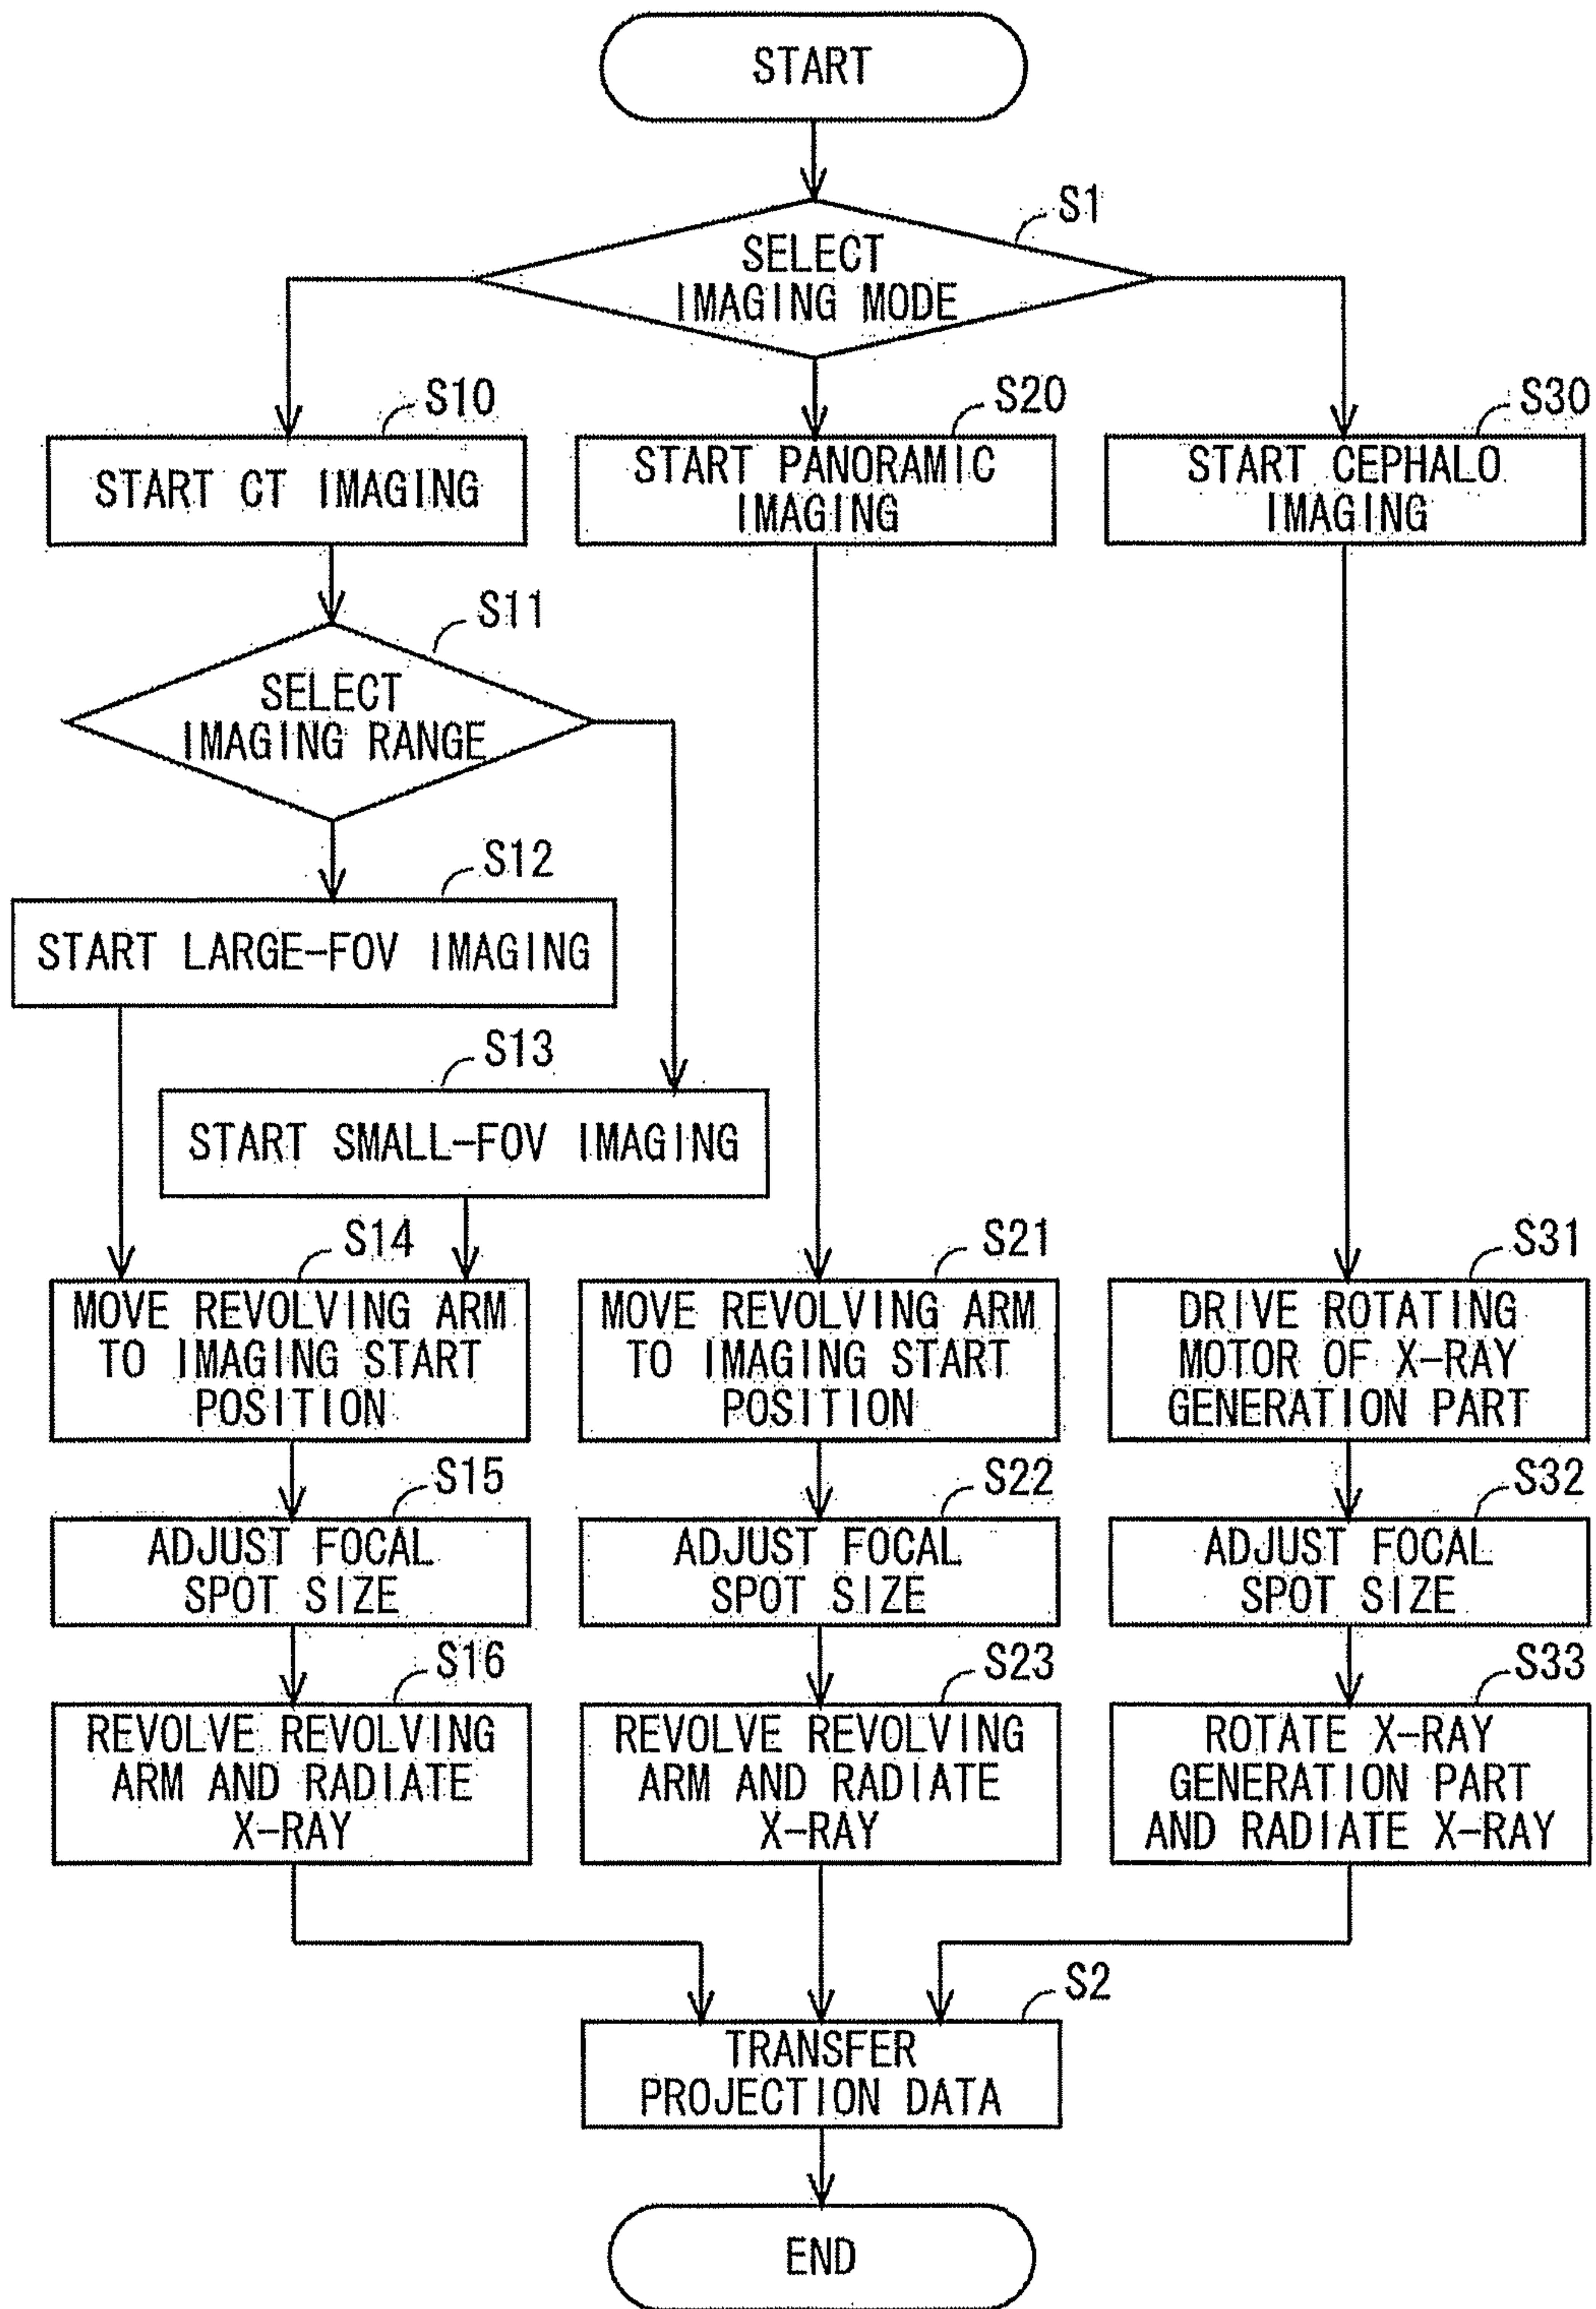 START
S1
SELECT
IMAGING MODE
S10
START CT IMAGING
S20
START PANORAMIC
IMAGING
S30
START CEPHALO
IMAGING
S11
SELECT
IMAGING RANGE
S12
START LARGE-FOV IMAGING
S13
START SMALL-FOV IMAGING
S14
MOVE REVOLVING ARM
TO IMAGING START
POSITION
S21
MOVE REVOLVING ARM
TO IMAGING START
POSITION
S31
DRIVE ROTATING
MOTOR OF X-RAY
GENERATION PART
S15
ADJUST FOCAL
SPOT SIZE
S22
ADJUST FOCAL
SPOT SIZE
S32
ADJUST FOCAL
SPOT SIZE
S16
REVOLVE REVOLVING
ARM AND RADIATE
X-RAY
S23
REVOLVE REVOLVING
ARM AND RADIATE
X-RAY
S33
ROTATE X-RAY
GENERATION PART
AND RADIATE X-RAY
S2
TRANSFER
PROJECTION DATA
END